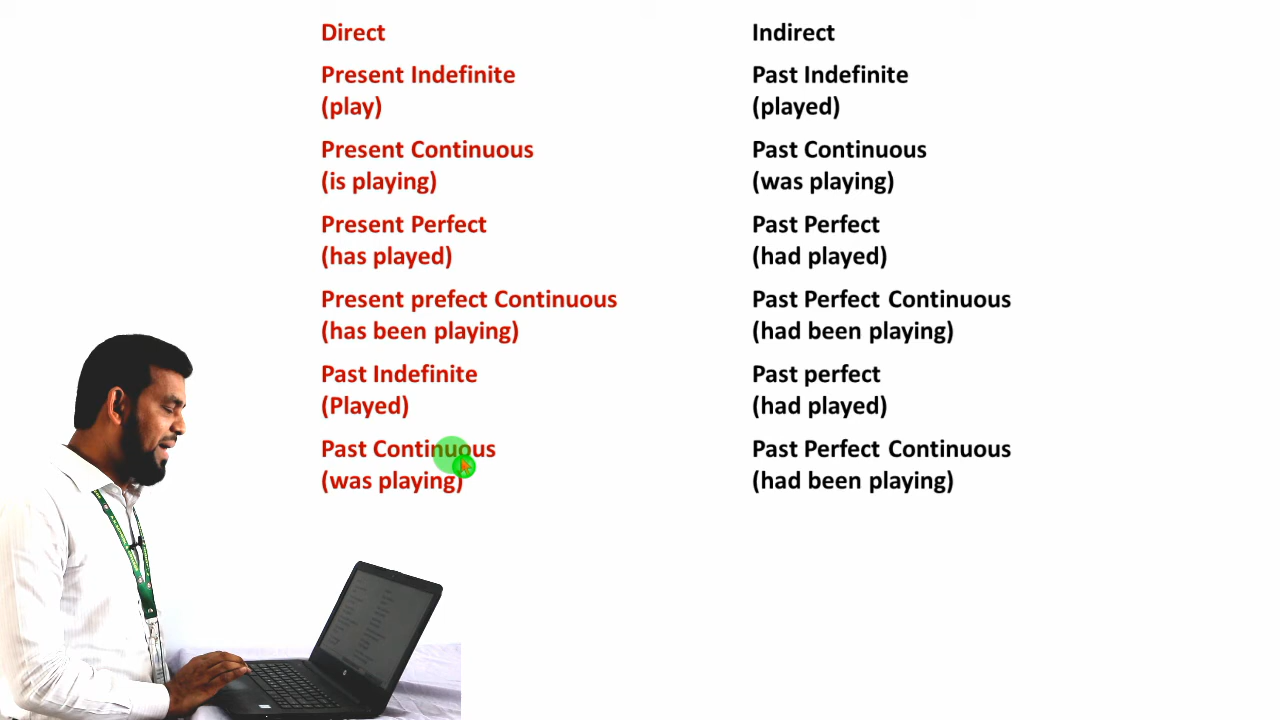 Direct Indirect
Present Indefinite Past Indefinite
(play) (played)
Present Continuous Past Continuous
(is playing) (was playing)
Present Perfect Past Perfect
(has played) (had played)
Present prefect Continuous Past Perfect Continuous
(has been playing) (had been playing)
Past Indefinite Past perfect
(Played) (had played)
Past Continuous Past Perfect Continuous
(was playing) (had been playing)